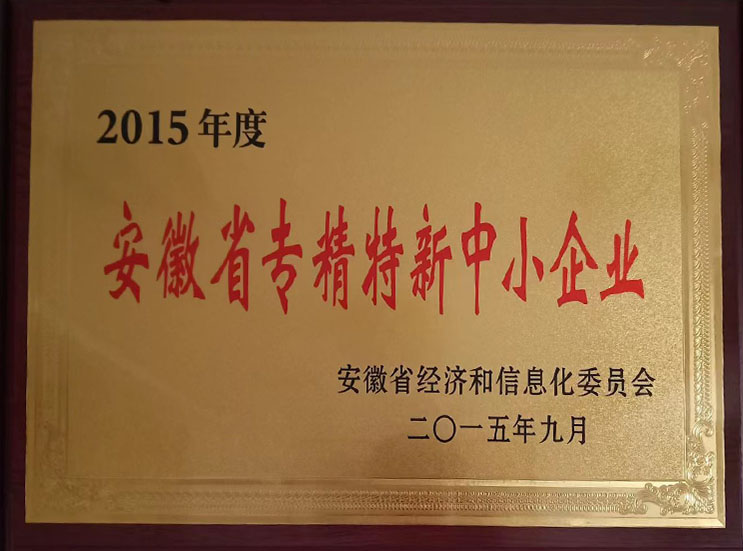 2015年度
安徽省专精特新中小企业
安徽省经济和信息化委员会
二〇一五年九月